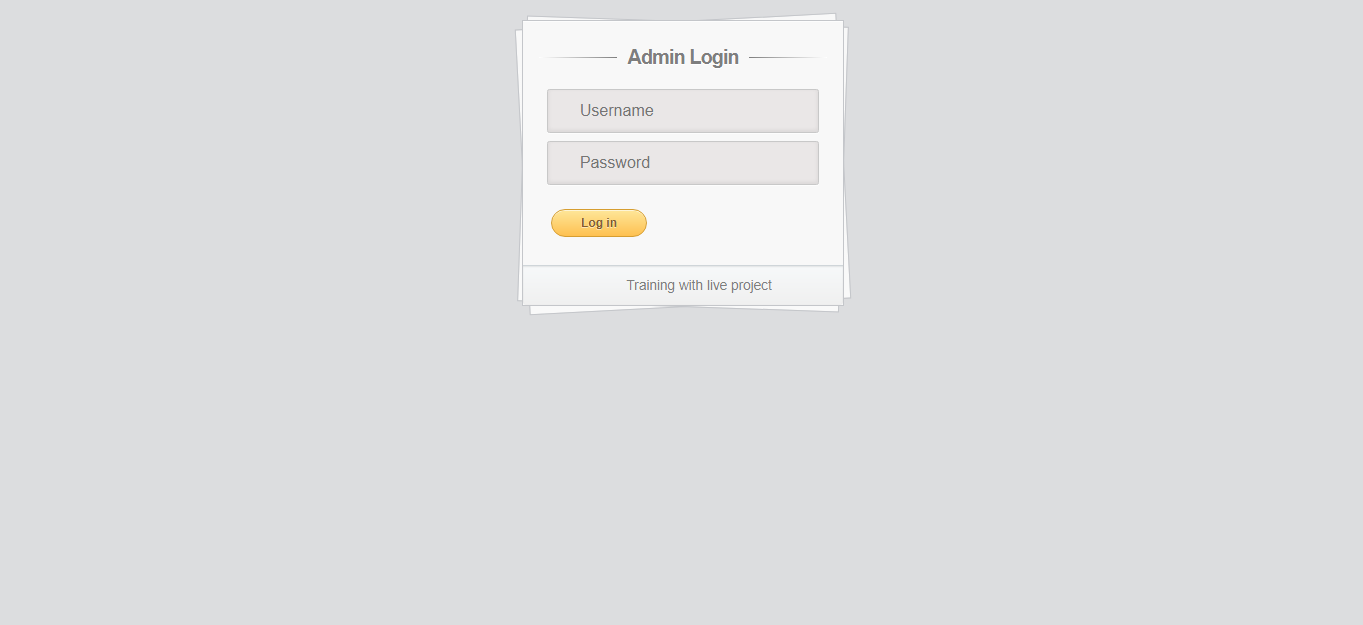 Admin Login
Username
Password
Log in
Training with live project